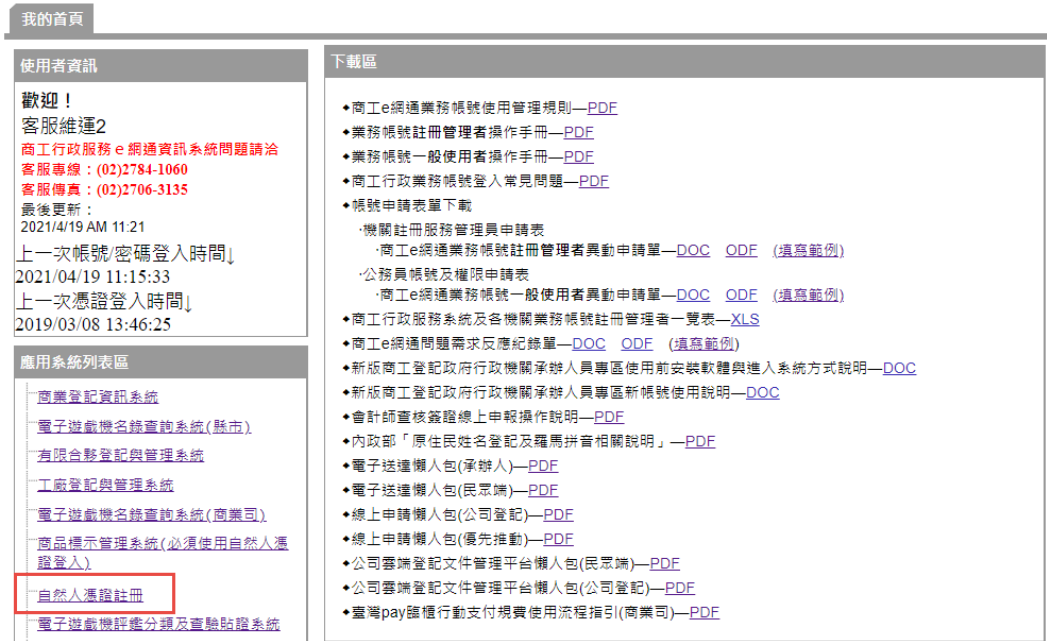 我的首頁
使用者資訊
歡迎！
客服維運2
商工行政服務ｅ網通資訊系統問題請洽
客服專線：(02)2784-1060
客服傳真：(02)2706-3135
最後更新：
2021/4/19 AM 11:21
上一次帳號/密碼登入時間↓
2021/04/19 11:15:33
上一次憑證登入時間↓
2019/03/08 13:46:25
應用系統列表區
商業登記資訊系統
電子遊戲機名錄查詢系統(縣市)
有限合夥登記與管理系統
工廠登記與管理系統
電子遊戲機名錄查詢系統(商業司)
商品標示管理系統(必須使用自然人憑
證登入)
自然人憑證註冊
電子遊戲機評鑑分類及查驗貼證系統
下載區
◆商工e網通業務帳號使用管理規則—PDF
◆業務帳號註冊管理者操作手冊—PDF
◆業務帳號一般使用者操作手冊—PDF
◆商工行政業務帳號登入常見問題—PDF
◆帳號申請表單下載
‧機關註冊服務管理員申請表
‧商工e網通業務帳號註冊管理者異動申請單—DOC ODF (填寫範例)
‧公務員帳號及權限申請表
‧商工e網通業務帳號一般使用者異動申請單—DOC ODF (填寫範例)
◆商工行政服務系統及各機關業務帳號註冊管理者一覽表—XLS
◆商工e網通問題需求反應紀錄單—DOC ODF (填寫範例)
◆新版商工登記政府行政機關承辦人員專區使用前安裝軟體與進入系統方式說明—DOC
◆新版商工登記政府行政機關承辦人員專區新帳號使用說明—DOC
◆會計師查核簽證線上申報操作說明—PDF
◆內政部「原住民姓名登記及羅馬拼音相關說明」—PDF
◆電子送達懶人包(承辦人)—PDF
◆電子送達懶人包(民眾端)—PDF
◆線上申請懶人包(公司登記)—PDF
◆線上申請懶人包(優先推動)—PDF
◆公司雲端登記文件管理平台懶人包(民眾端)—PDF
◆公司雲端登記文件管理平台懶人包(公司登記)—PDF
◆臺灣pay臨櫃行動支付規費使用流程指引(商業司)—PDF